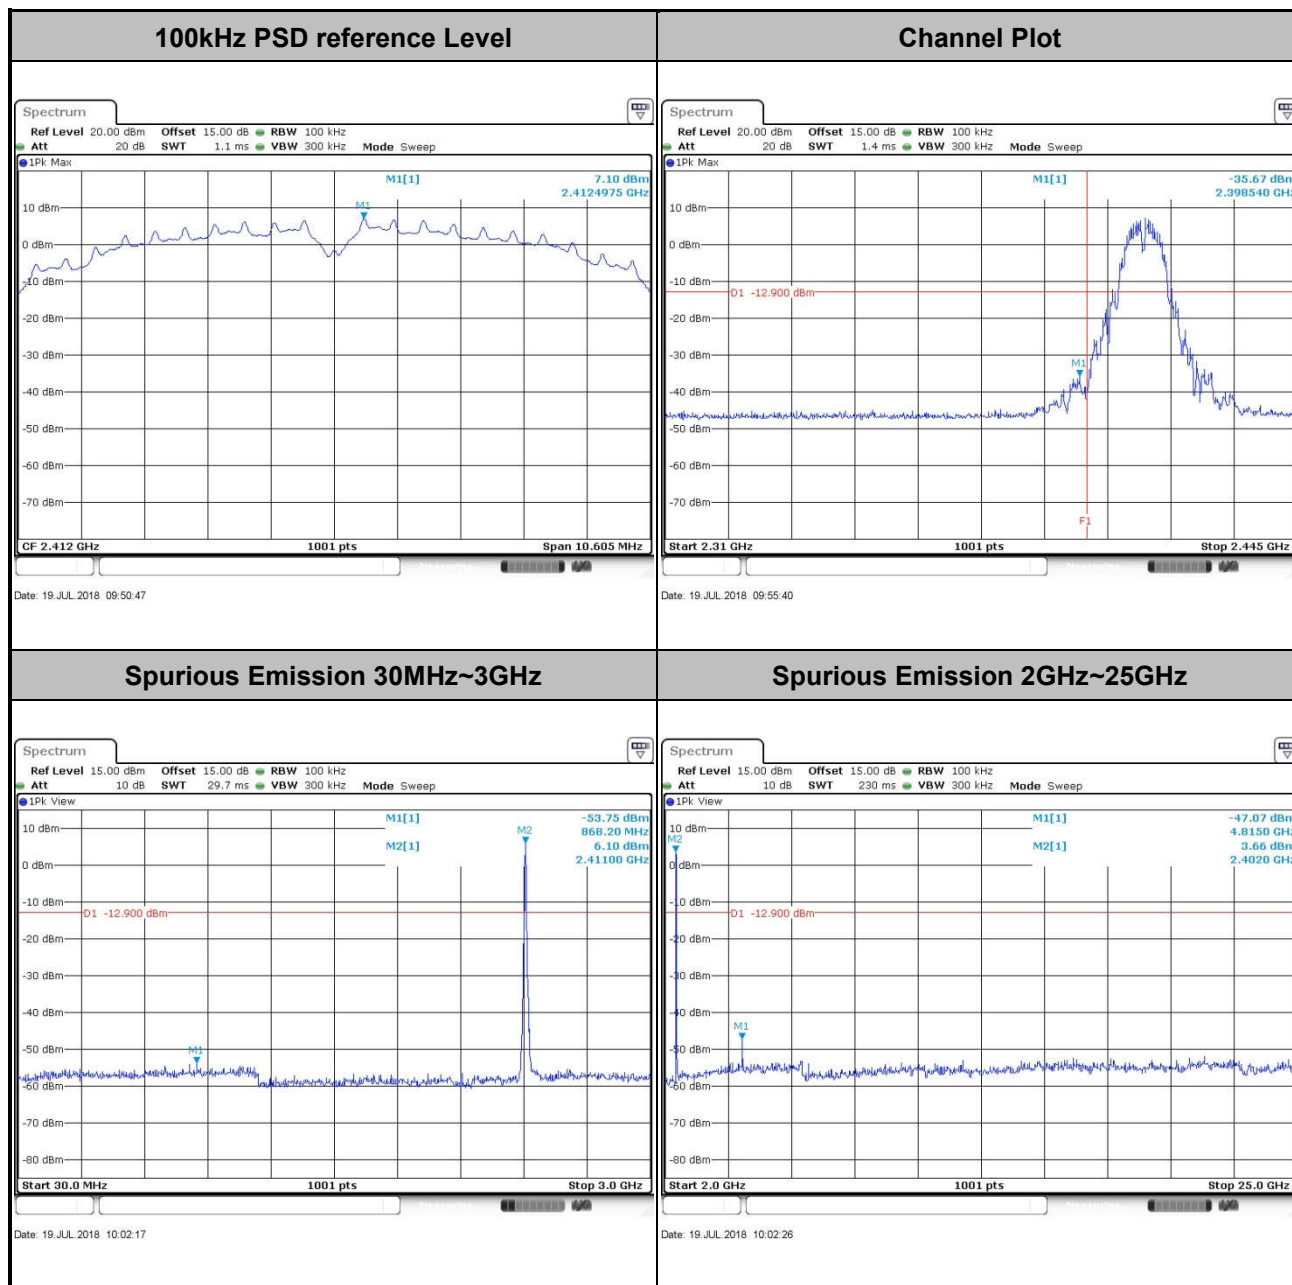 100kHz PSD reference Level
Channel Plot
Spectrum
Ref Level 20.00 dBm Offset 15.00 dB RBW 100 kHz
Att 20 dB SWT 1.1 ms VBW 300 kHz Mode Sweep
1Pk Max
M1[1] 7.10 dBm
2.4124975 GHz
M1
10 dBm
0 dBm
-10 dBm
-20 dBm
-30 dBm
-40 dBm
-50 dBm
-60 dBm
-70 dBm
CF 2.412 GHz 1001 pts Span 10.605 MHz
Date: 19.JUL.2018 09:50:47
Spectrum
Ref Level 20.00 dBm Offset 15.00 dB RBW 100 kHz
Att 20 dB SWT 1.4 ms VBW 300 kHz Mode Sweep
1Pk Max
M1[1] -35.67 dBm
2.398540 GHz
10 dBm
0 dBm
-10 dBm
D1 -12.900 dBm
-20 dBm
-30 dBm
M1
-40 dBm
-50 dBm
-60 dBm
-70 dBm
F1
Start 2.31 GHz 1001 pts Stop 2.445 GHz
Date: 19.JUL.2018 09:55:40
Spurious Emission 30MHz~3GHz
Spurious Emission 2GHz~25GHz
Spectrum
Ref Level 15.00 dBm Offset 15.00 dB RBW 100 kHz
Att 10 dB SWT 29.7 ms VBW 300 kHz Mode Sweep
1Pk View
M1[1] -53.75 dBm
868.20 MHz
M2[1] 6.10 dBm
2.41100 GHz
M2
10 dBm
0 dBm
-10 dBm
D1 -12.900 dBm
-20 dBm
-30 dBm
-40 dBm
-50 dBm
M1
-60 dBm
-70 dBm
-80 dBm
Start 30.0 MHz 1001 pts Stop 3.0 GHz
Date: 19.JUL.2018 10:02:17
Spectrum
Ref Level 15.00 dBm Offset 15.00 dB RBW 100 kHz
Att 10 dB SWT 230 ms VBW 300 kHz Mode Sweep
1Pk View
M1[1] -47.07 dBm
4.8150 GHz
M2[1] 3.66 dBm
2.4020 GHz
10 dBm
M2
0 dBm
-10 dBm
D1 -12.900 dBm
-20 dBm
-30 dBm
-40 dBm
M1
-50 dBm
-60 dBm
-70 dBm
-80 dBm
Start 2.0 GHz 1001 pts Stop 25.0 GHz
Date: 19.JUL.2018 10:02:26